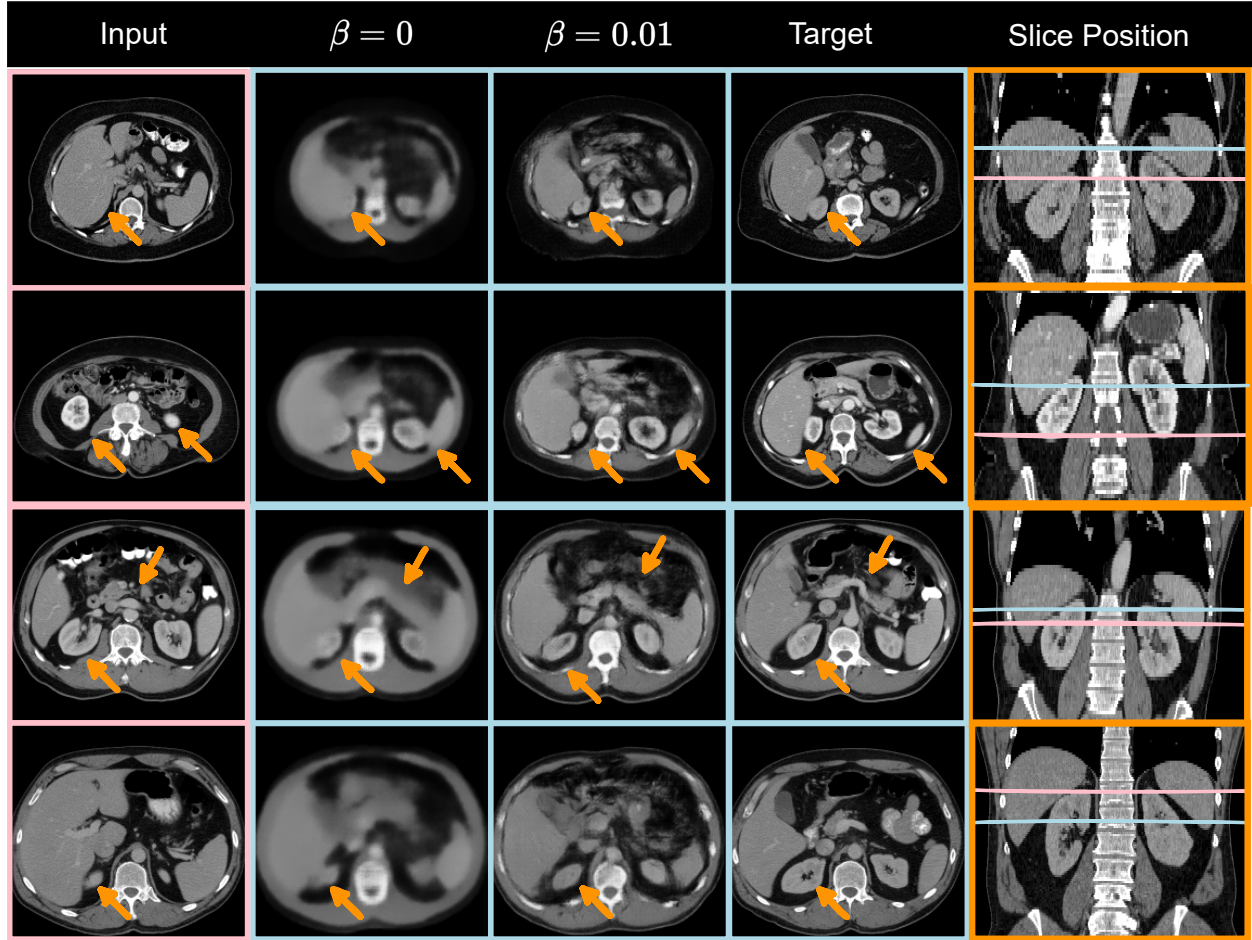 Input β = 0 β = 0.01 Target Slice Position